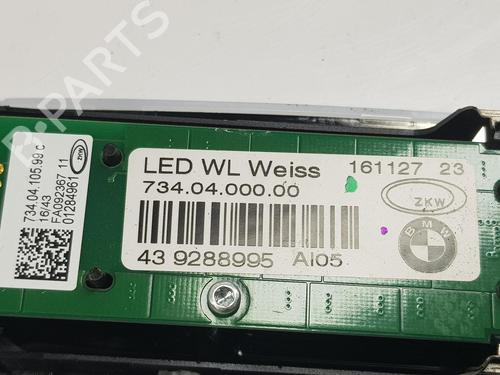 734.04.105.99 C
16/43
FA092367 11
01284961
ZKW
LED WL Weiss 161127 23
734.04.000.00
ZKW
BMW
43 9288995 AI05
B-PARTS